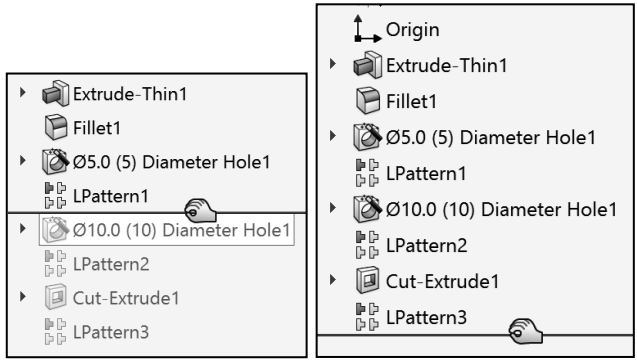 Extrude-Thin1
Fillet1
Ø5.0 (5) Diameter Hole1
LPattern1
Ø10.0 (10) Diameter Hole1
LPattern2
Cut-Extrude1
LPattern3
Origin
Extrude-Thin1
Fillet1
Ø5.0 (5) Diameter Hole1
LPattern1
Ø10.0 (10) Diameter Hole1
LPattern2
Cut-Extrude1
LPattern3